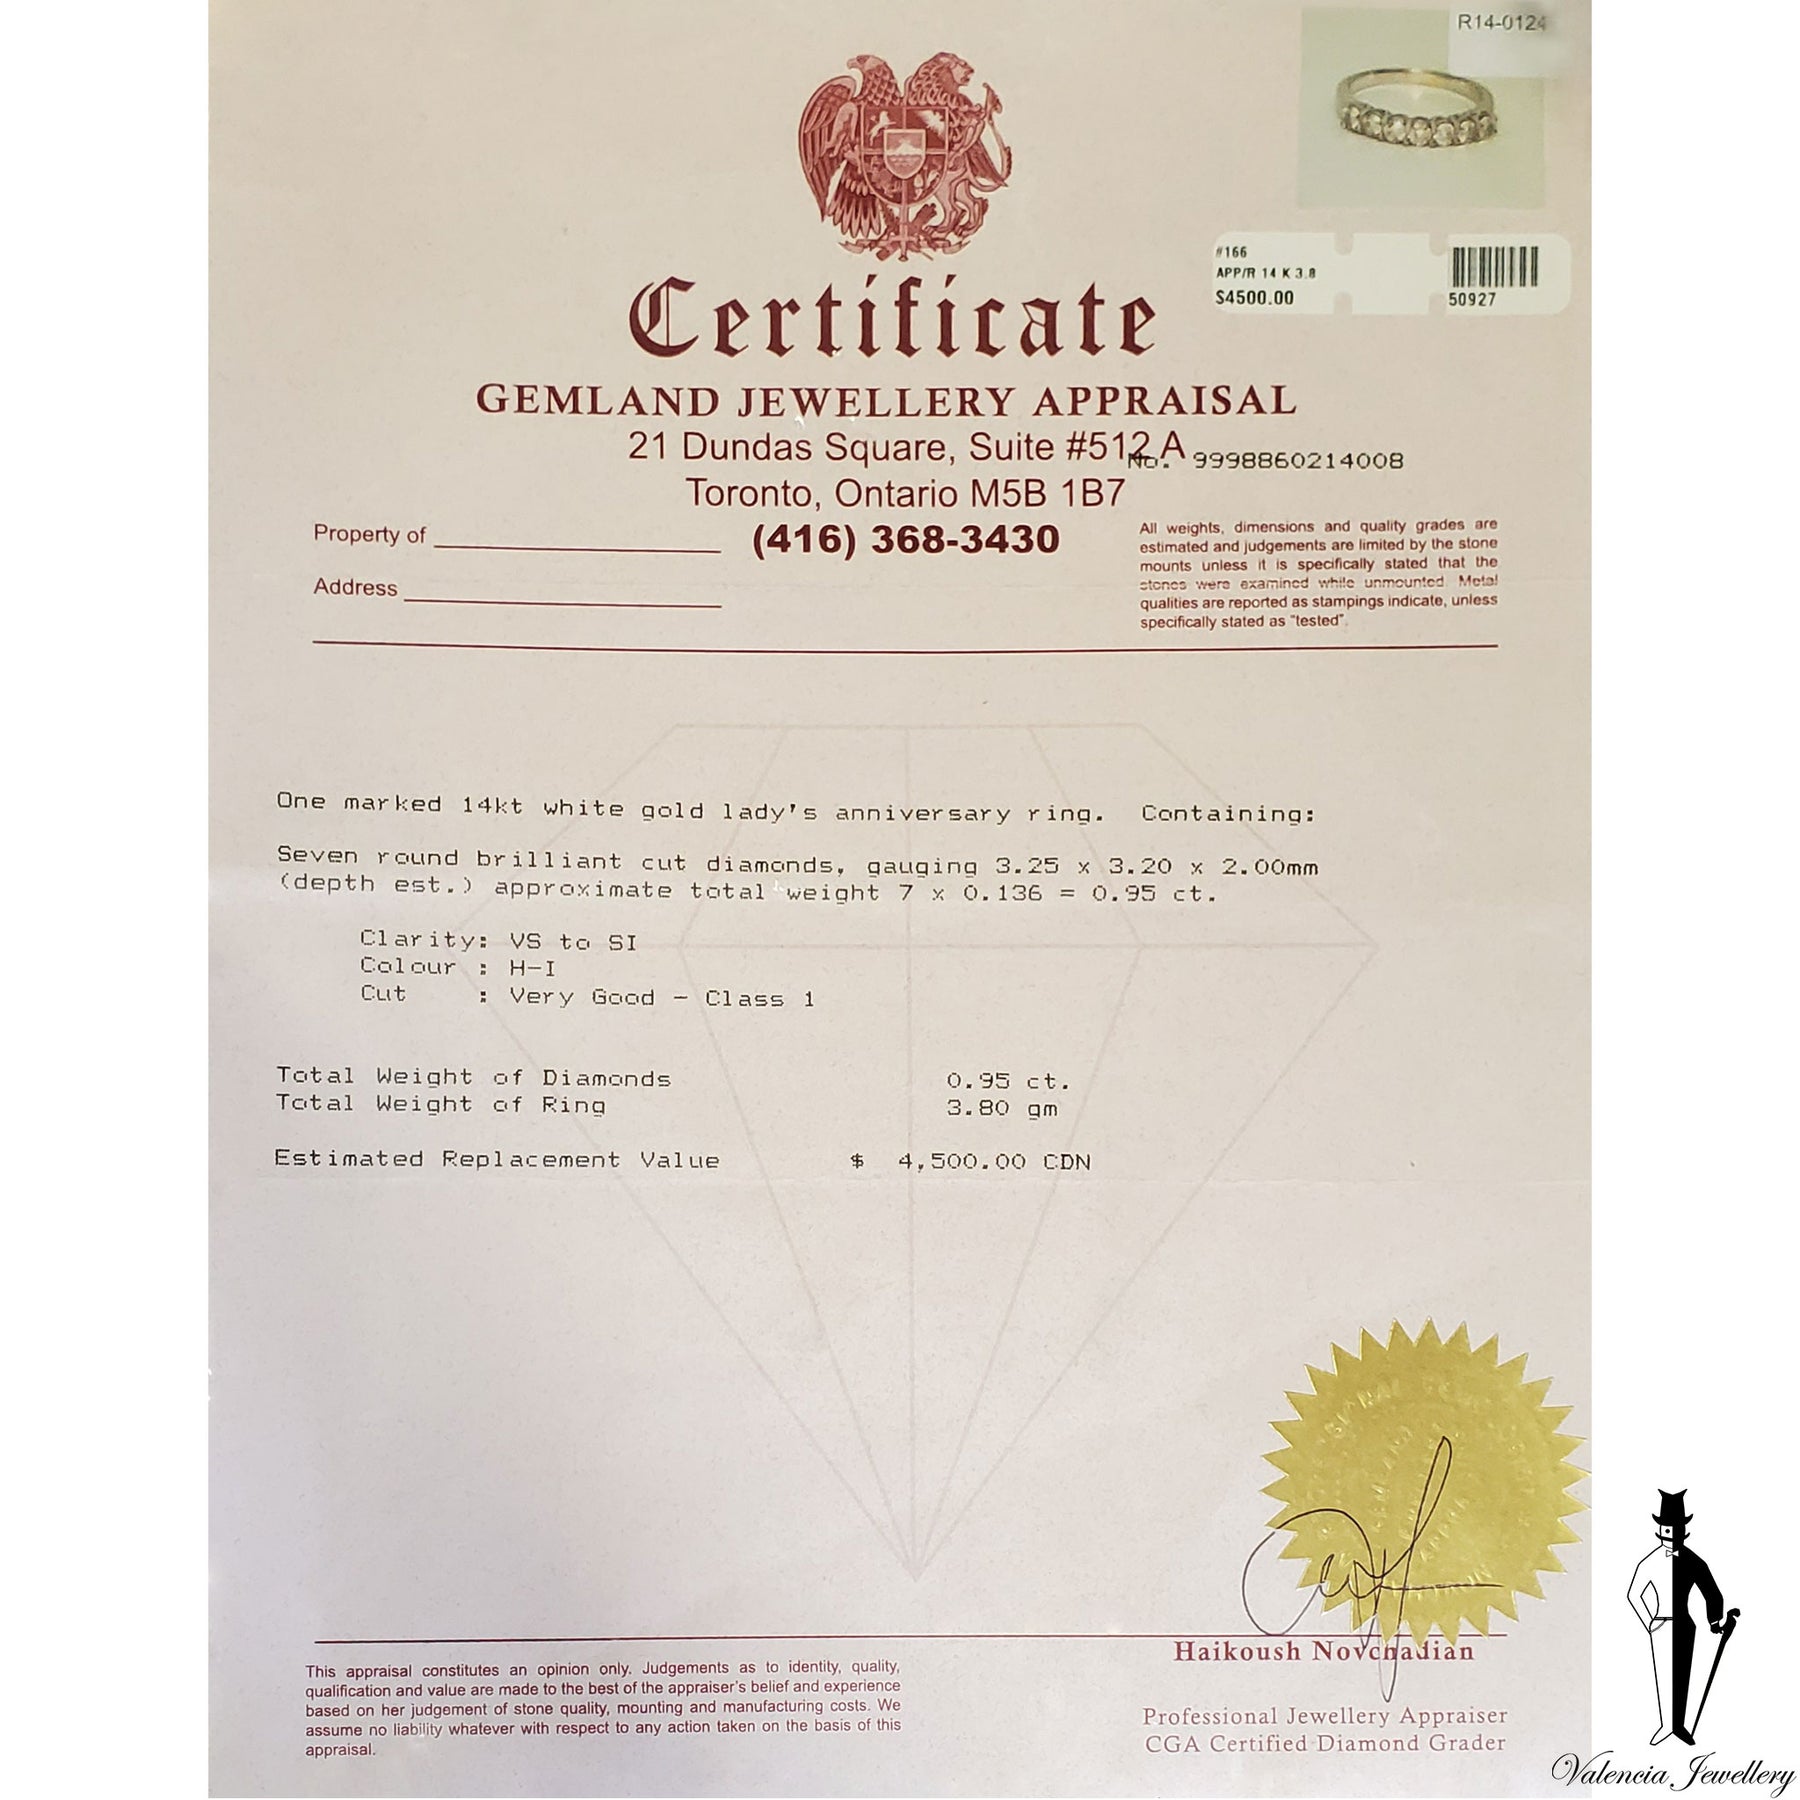 R14-0124
#166
APP/R 14 K 3.8
$4500.00
50927
Certificate
GEMLAND JEWELLERY APPRAISAL
21 Dundas Square, Suite #512 A
No. 9998860214008
Toronto, Ontario M5B 1B7
(416) 368-3430
Property of
Address
All weights, dimensions and quality grades are
estimated and judgements are limited by the stone
mounts unless it is specifically stated that the
stones were examined while unmounted. Metal
qualities are reported as stampings indicate, unless
specifically stated as "tested".
One marked 14kt white gold lady's anniversary ring. Containing:
Seven round brilliant cut diamonds, gauging 3.25 x 3.20 x 2.00mm
(depth est.) approximate total weight 7 x 0.136 = 0.95 ct.
Clarity: VS to SI
Colour : H-I
Cut : Very Good - Class 1
Total Weight of Diamonds 0.95 ct.
Total Weight of Ring 3.80 gm
Estimated Replacement Value $ 4,500.00 CDN
Haikoush Novchadian
Professional Jewellery Appraiser
CGA Certified Diamond Grader
This appraisal constitutes an opinion only. Judgements as to identity, quality,
qualification and value are made to the best of the appraiser's belief and experience
based on her judgement of stone quality, mounting and manufacturing costs. We
assume no liability whatever with respect to any action taken on the basis of this
appraisal.
Valencia Jewellery